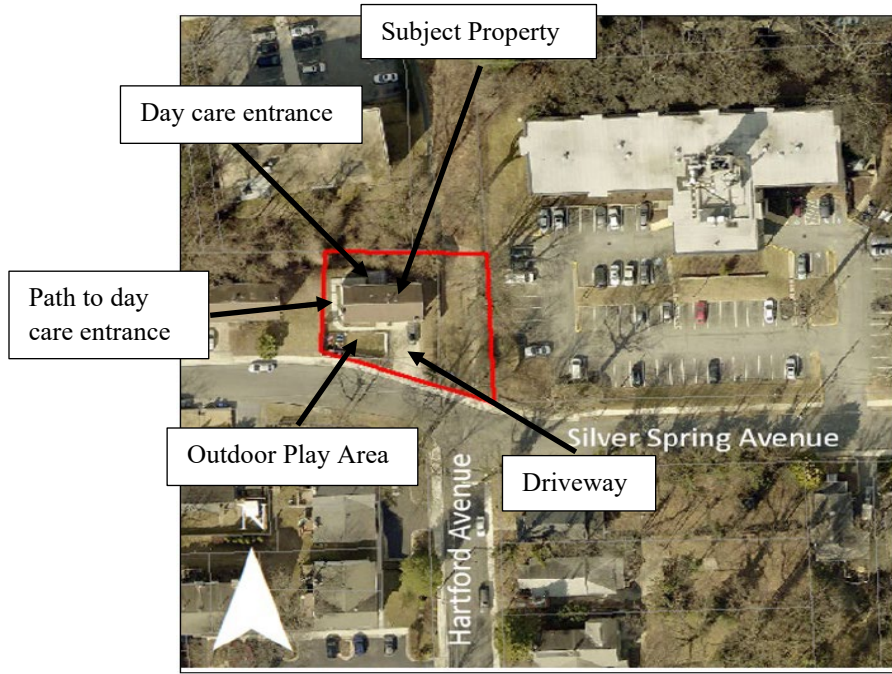 Subject Property
Day care entrance
Path to day
care entrance
Outdoor Play Area
Driveway
Silver Spring Avenue
Hartford Avenue